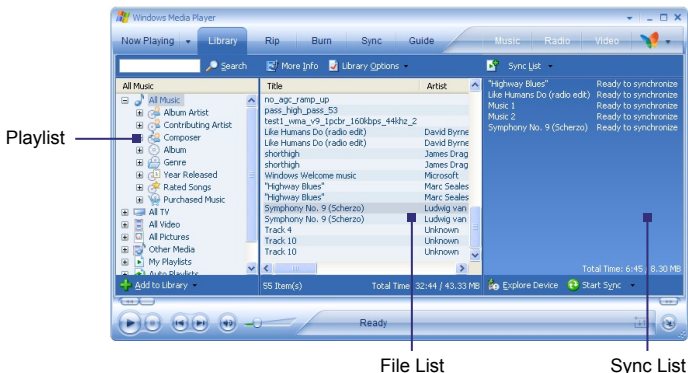 Windows Media Player
Now Playing Library Rip Burn Sync Guide Music Radio Video
Search More Info Library Options Sync List
All Music
All Music
Album Artist
Contributing Artist
Composer
Album
Genre
Year Released
Rated Songs
Purchased Music
All TV
All Video
All Pictures
Other Media
My Playlists
Auto Playlists
Title Artist
no_agc_ramp_up
pass_high_pass_53
test1_wma_v9_1pcbr_160kbps_44khz_2
Like Humans Do (radio edit) David Byrne
Like Humans Do (radio edit) David Byrne
shorthigh James Drag
shorthigh James Drag
Windows Welcome music Microsoft
"Highway Blues" Marc Seales
"Highway Blues" Marc Seales
Symphony No. 9 (Scherzo) Ludwig van
Symphony No. 9 (Scherzo) Ludwig van
Track 4 Unknown
Track 10 Unknown
Track 10 Unknown
"Highway Blues" Ready to synchronize
Like Humans Do (radio edit) Ready to synchronize
Music 1 Ready to synchronize
Music 2 Ready to synchronize
Symphony No. 9 (Scherzo) Ready to synchronize
Total Time: 6:45 / 8.30 MB
Add to Library 55 Item(s) Total Time 32:44 / 43.33 MB Explore Device Start Sync
Ready
Playlist
File List
Sync List